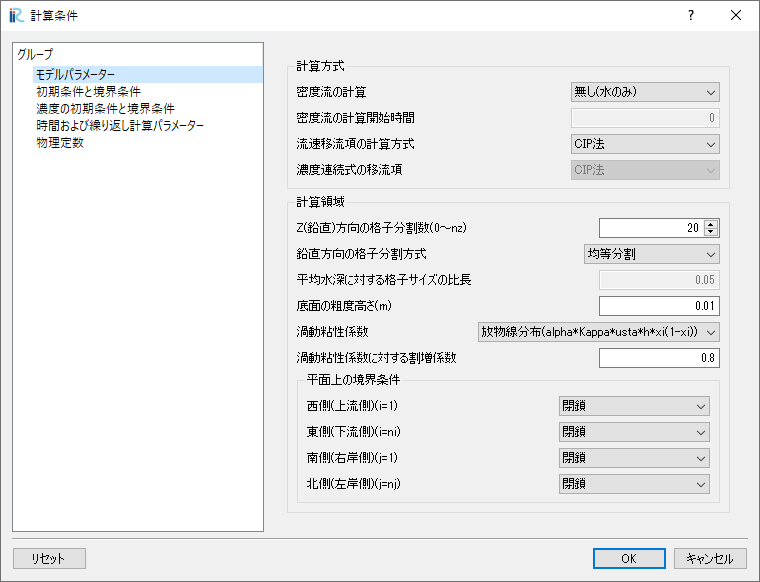 計算条件
グループ
モデルパラメーター
初期条件と境界条件
濃度の初期条件と境界条件
時間および繰り返し計算パラメーター
物理定数
計算方式
密度流の計算 無し(水のみ)
密度流の計算開始時間 0
流速移流項の計算方式 CIP法
濃度連続式の移流項 CIP法
計算領域
Z(鉛直)方向の格子分割数(0～nz) 20
鉛直方向の格子分割方式 均等分割
平均水深に対する格子サイズの比長 0.05
底面の粗度高さ(m) 0.01
渦動粘性係数 放物線分布(alpha*Kappa*usta*h*xi(1-xi))
渦動粘性係数に対する割増係数 0.8
平面上の境界条件
西側(上流側)(i=1) 閉鎖
東側(下流側)(i=ni) 閉鎖
南側(右岸側)(j=1) 閉鎖
北側(左岸側)(j=nj) 閉鎖
リセット OK キャンセル